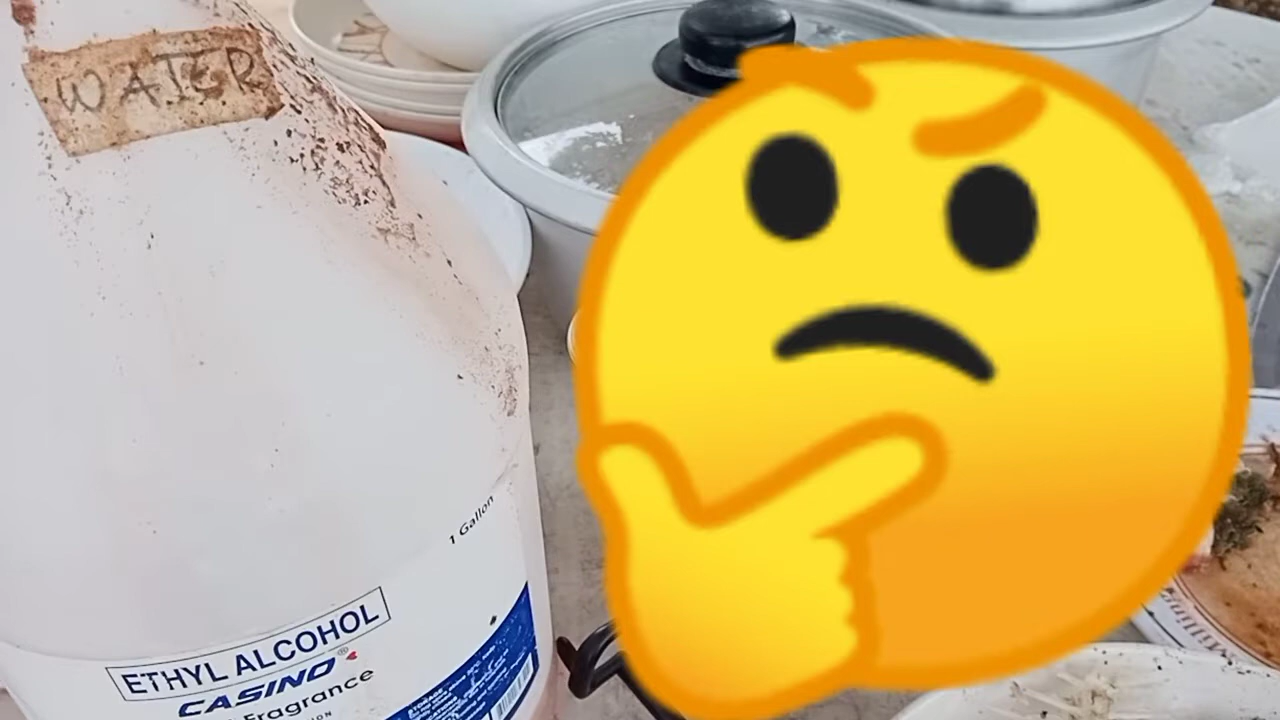 WATER
1 Gallon
ETHYL ALCOHOL
CASINO®
Fragrance